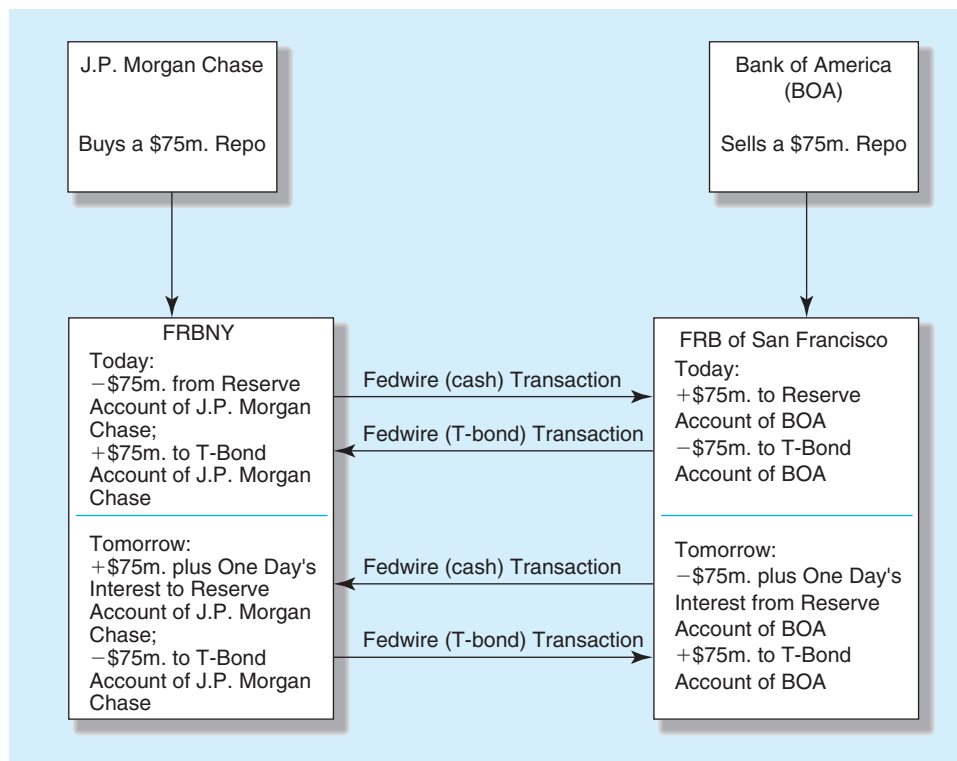 J.P. Morgan Chase
Buys a $75m. Repo
Bank of America
(BOA)
Sells a $75m. Repo
FRBNY
Today:
−$75m. from Reserve
Account of J.P. Morgan
Chase;
+$75m. to T-Bond
Account of J.P. Morgan
Chase
Fedwire (cash) Transaction
Fedwire (T-bond) Transaction
FRB of San Francisco
Today:
+$75m. to Reserve
Account of BOA
−$75m. to T-Bond
Account of BOA
Tomorrow:
+$75m. plus One Day's
Interest to Reserve
Account of J.P. Morgan
Chase;
−$75m. to T-Bond
Account of J.P. Morgan
Chase
Fedwire (cash) Transaction
Fedwire (T-bond) Transaction
Tomorrow:
−$75m. plus One Day's
Interest from Reserve
Account of BOA
+$75m. to T-Bond
Account of BOA